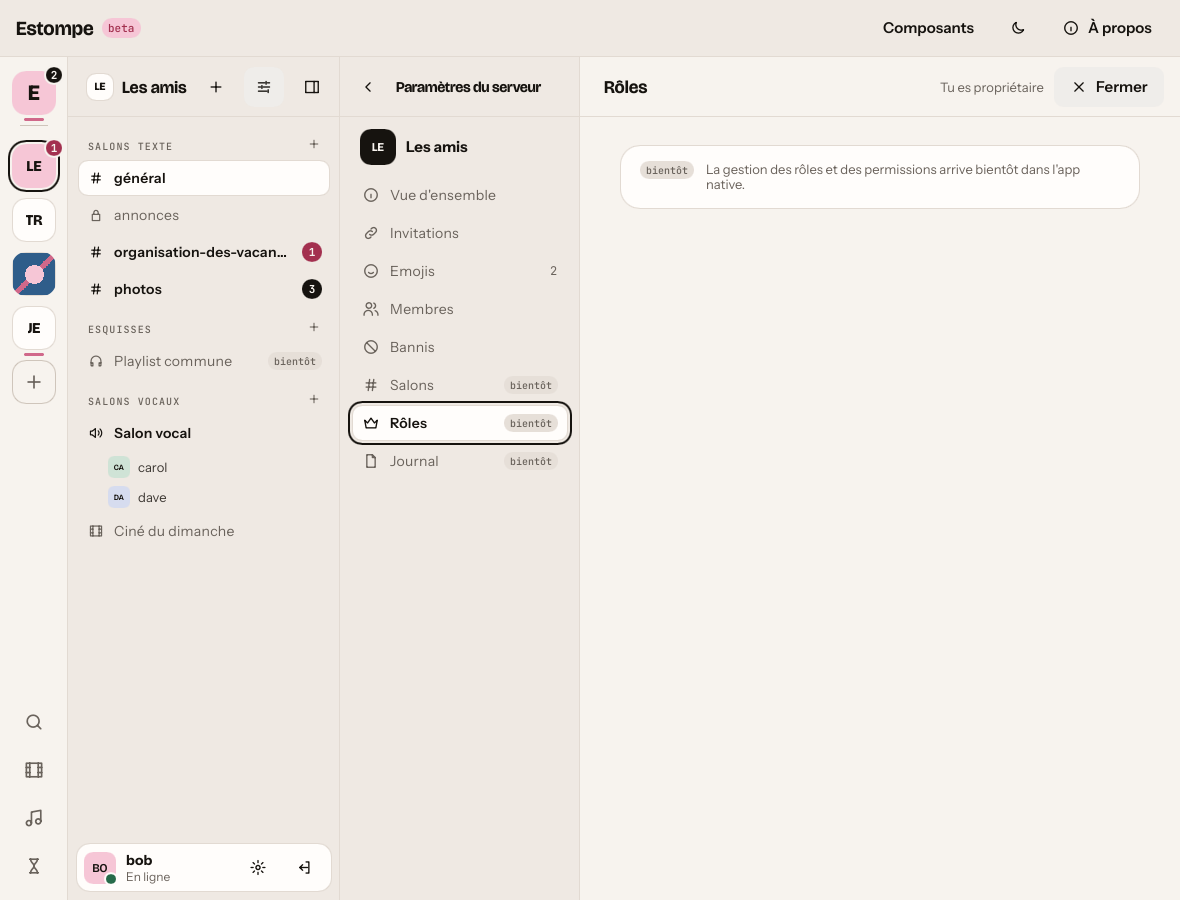 Estompe beta
Composants
À propos
E
2
LE
1
TR
JE
LE Les amis
SALONS TEXTE
général
annonces
organisation-des-vacan... 1
photos 3
ESQUISSES
Playlist commune bientôt
SALONS VOCAUX
Salon vocal
CA carol
DA dave
Ciné du dimanche
BO bob
En ligne
Paramètres du serveur
LE Les amis
Vue d'ensemble
Invitations
Emojis 2
Membres
Bannis
Salons bientôt
Rôles bientôt
Journal bientôt
Rôles
Tu es propriétaire
Fermer
bientôt La gestion des rôles et des permissions arrive bientôt dans l'app
native.